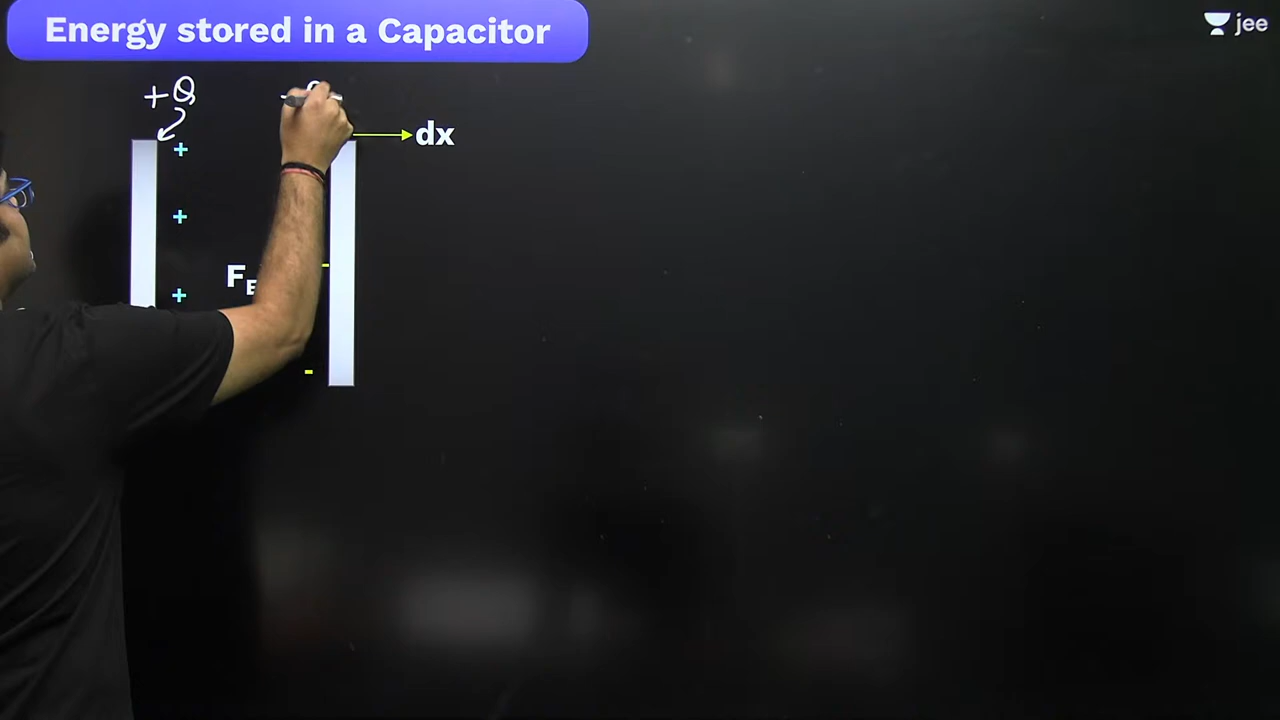 Energy stored in a Capacitor
jee
+Q
dx
+
+
F
+
-
-